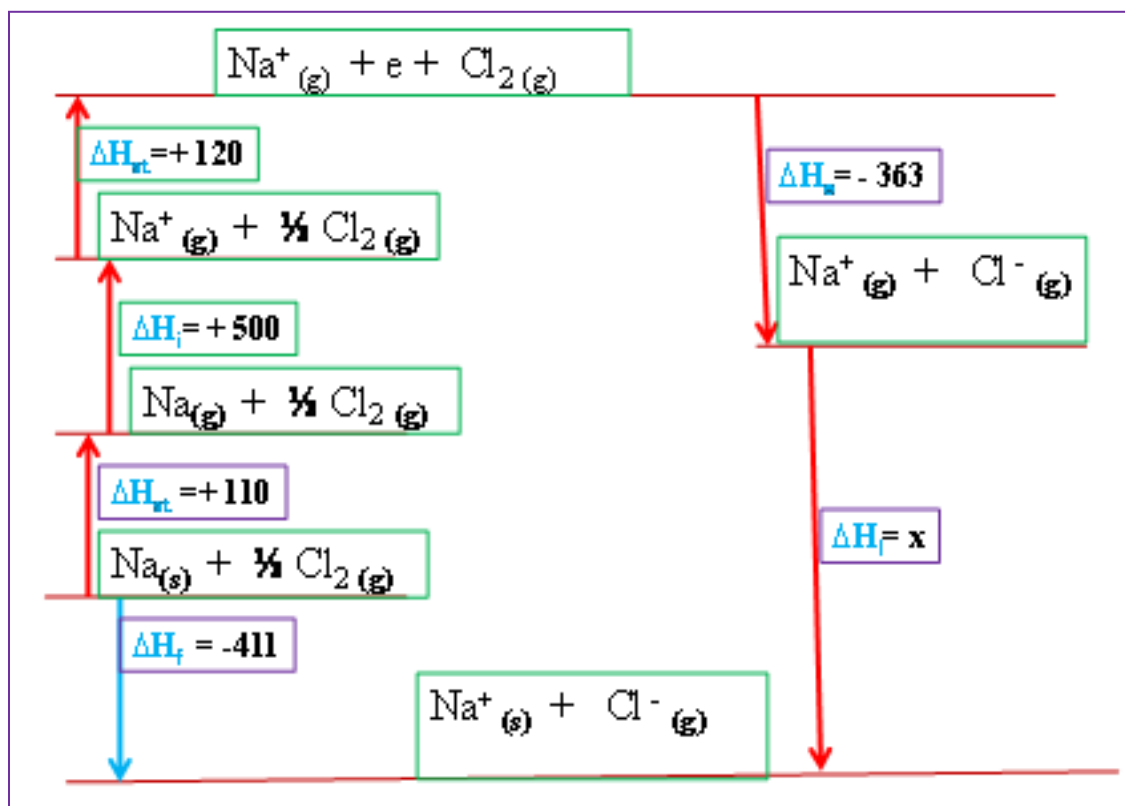 Na⁺ (g) + e + Cl₂ (g)
ΔHat.=+120
ΔHa= - 363
Na⁺ (g) + ½ Cl₂ (g)
Na⁺ (g) + Cl⁻ (g)
ΔHi=+500
Na(g) + ½ Cl₂ (g)
ΔHat.=+110
ΔHl= x
Na(s) + ½ Cl₂ (g)
ΔHf = -411
Na⁺ (s) + Cl⁻ (g)